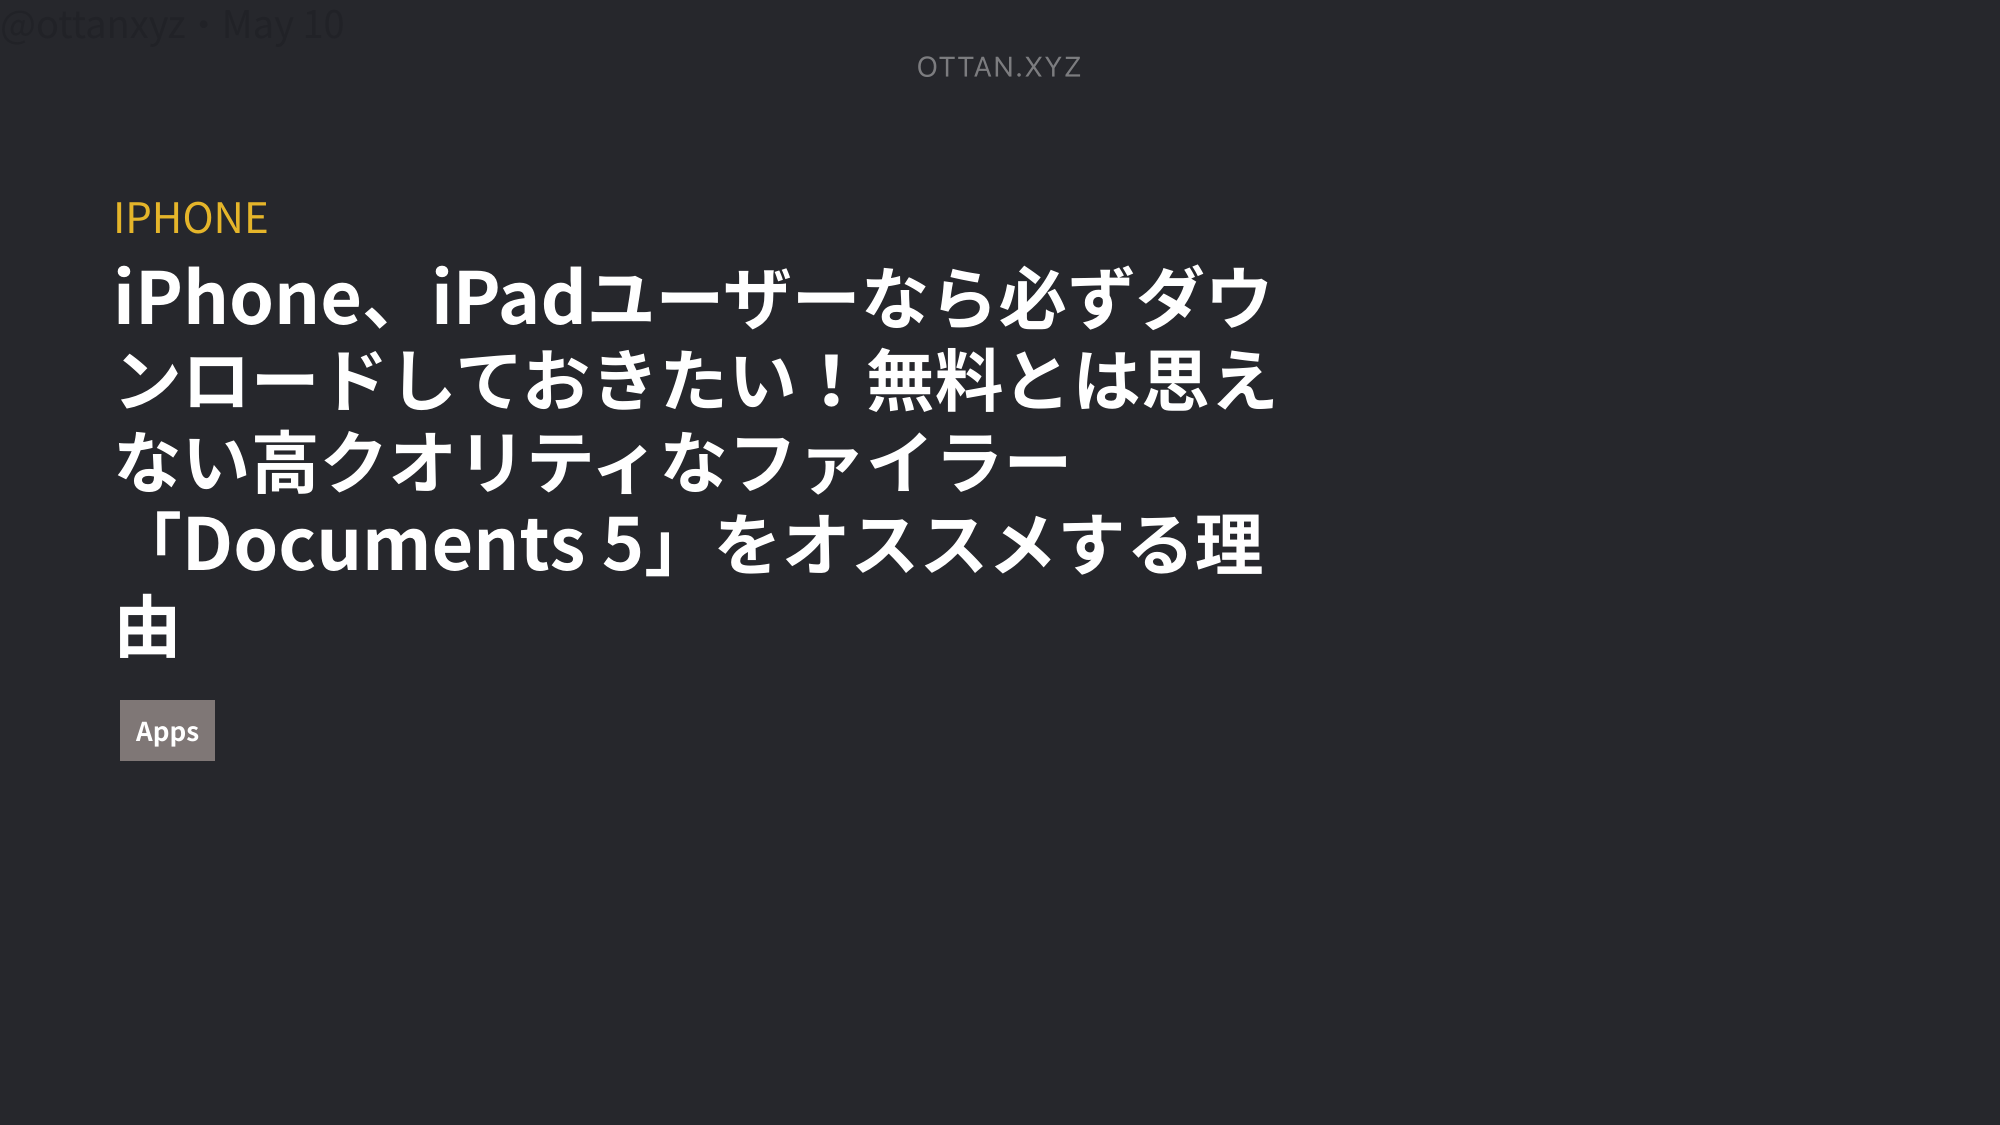 @ottanxyz・May 10
OTTAN.XYZ
IPHONE
iPhone、iPadユーザーなら必ずダウ
ンロードしておきたい！無料とは思え
ない高クオリティなファイラー
「Documents 5」をオススメする理
由
Apps